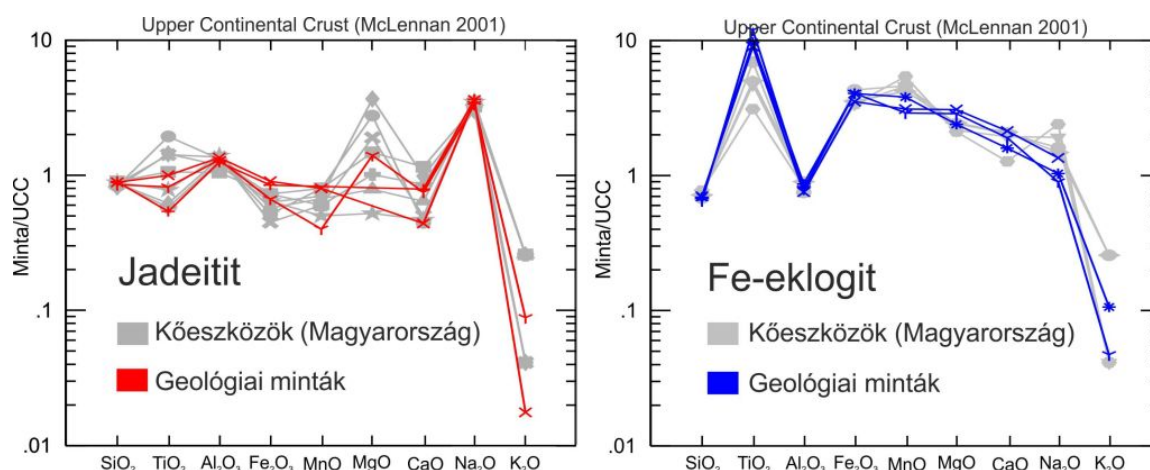 Upper Continental Crust (McLennan 2001)
10
1
.1
.01
Minta/UCC
Jadeitit
Kőeszközök (Magyarország)
Geológiai minták
SiO₂ TiO₂ Al₂O₃ Fe₂O₃ MnO MgO CaO Na₂O K₂O
Upper Continental Crust (McLennan 2001)
10
1
.1
.01
Minta/UCC
Fe-eklogit
Kőeszközök (Magyarország)
Geológiai minták
SiO₂ TiO₂ Al₂O₃ Fe₂O₃ MnO MgO CaO Na₂O K₂O